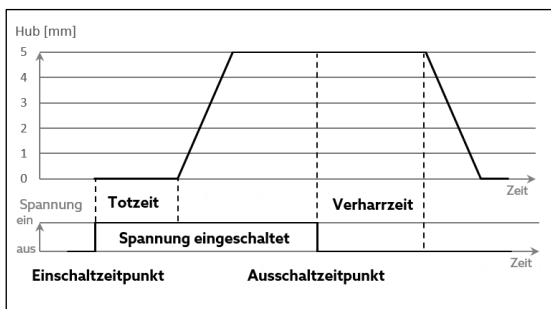 Hub [mm]
5
4
3
2
1
0
Zeit
Spannung
Totzeit
Verharrzeit
ein
Spannung eingeschaltet
aus
Zeit
Einschaltzeitpunkt
Ausschaltzeitpunkt